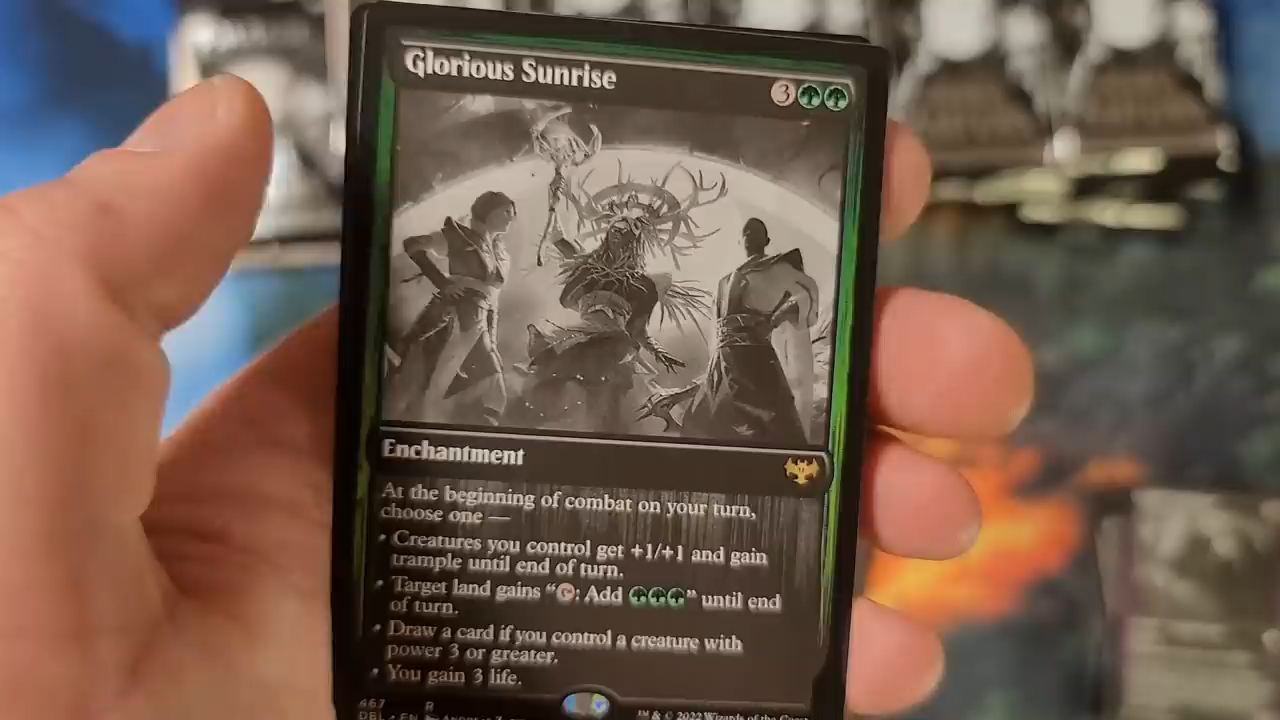 Glorious Sunrise
3
Enchantment
At the beginning of combat on your turn,
choose one —
• Creatures you control get +1/+1 and gain
trample until end of turn.
• Target land gains “: Add ” until end
of turn.
• Draw a card if you control a creature with
power 3 or greater.
• You gain 3 life.
467 R
DBL • EN
™ & © 2022 Wizards of the Coast